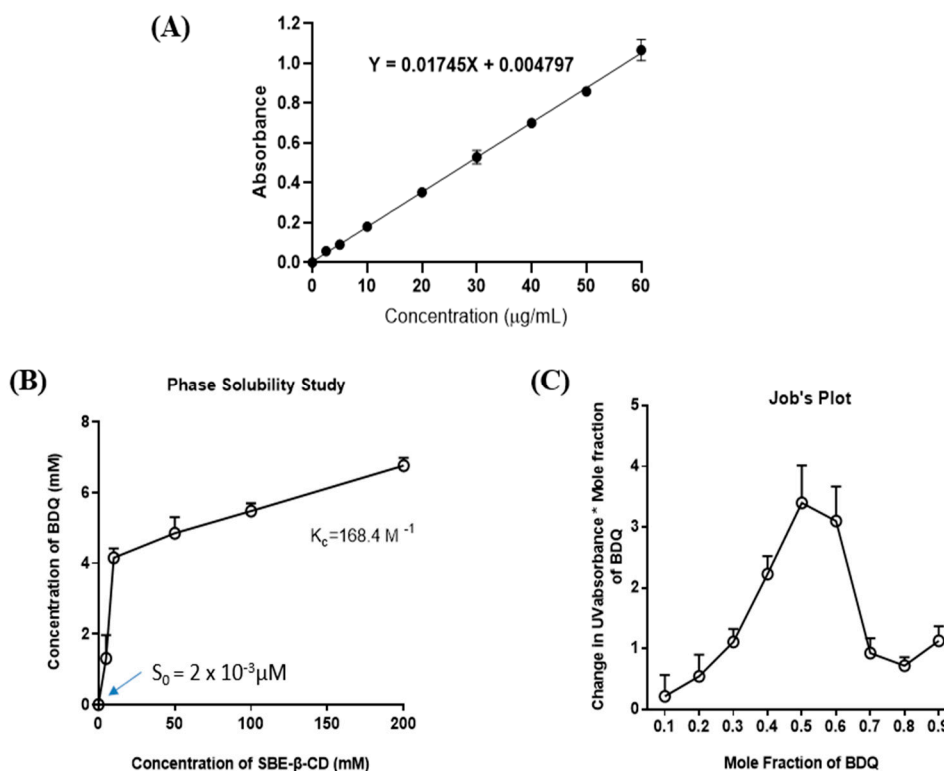 (A)
Y = 0.01745X + 0.004797
Absorbance
1.2
1.0
0.8
0.6
0.4
0.2
0.0
0 10 20 30 40 50 60
Concentration (μg/mL)
(B)
Phase Solubility Study
Concentration of BDQ (mM)
8
6
4
2
0
K꜀=168.4 M ⁻¹
S₀ = 2 x 10⁻³μM
0 50 100 150 200
Concentration of SBE-β-CD (mM)
(C)
Job's Plot
Change in UVabsorbance * Mole fraction
of BDQ
5
4
3
2
1
0
0.1 0.2 0.3 0.4 0.5 0.6 0.7 0.8 0.9
Mole Fraction of BDQ